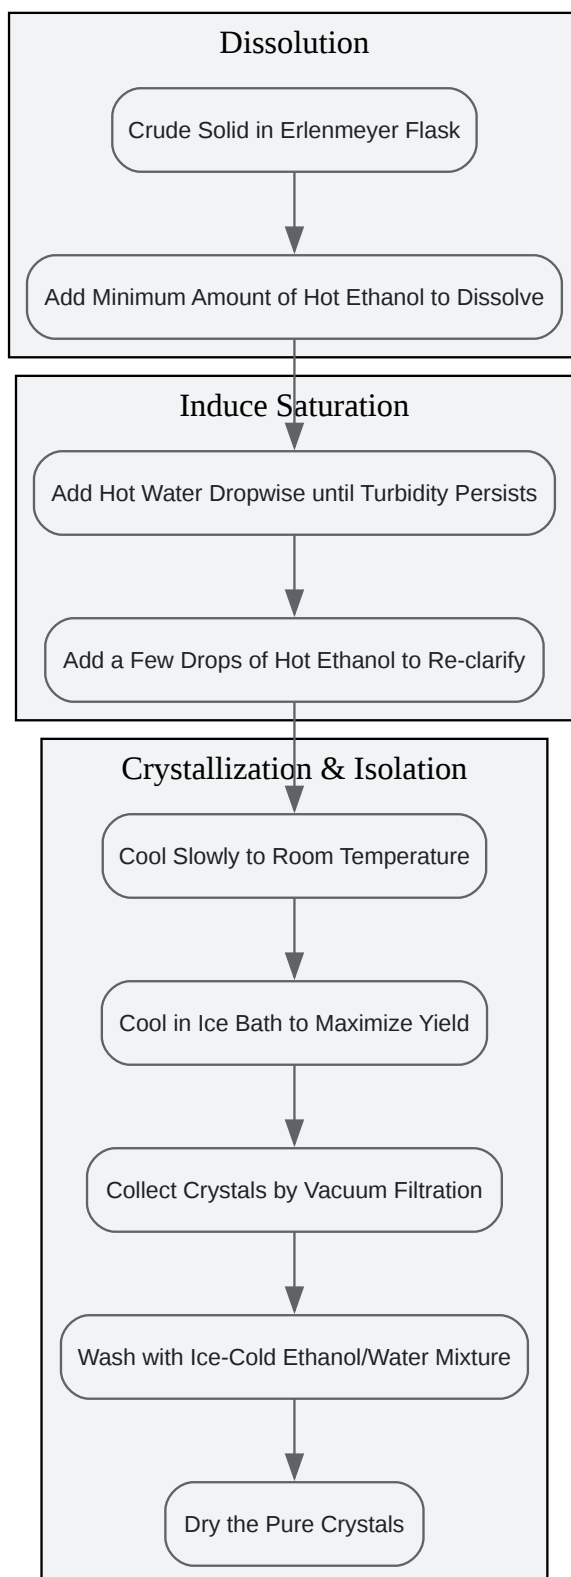 Dissolution
Crude Solid in Erlenmeyer Flask
Add Minimum Amount of Hot Ethanol to Dissolve
Induce Saturation
Add Hot Water Dropwise until Turbidity Persists
Add a Few Drops of Hot Ethanol to Re-clarify
Crystallization & Isolation
Cool Slowly to Room Temperature
Cool in Ice Bath to Maximize Yield
Collect Crystals by Vacuum Filtration
Wash with Ice-Cold Ethanol/Water Mixture
Dry the Pure Crystals